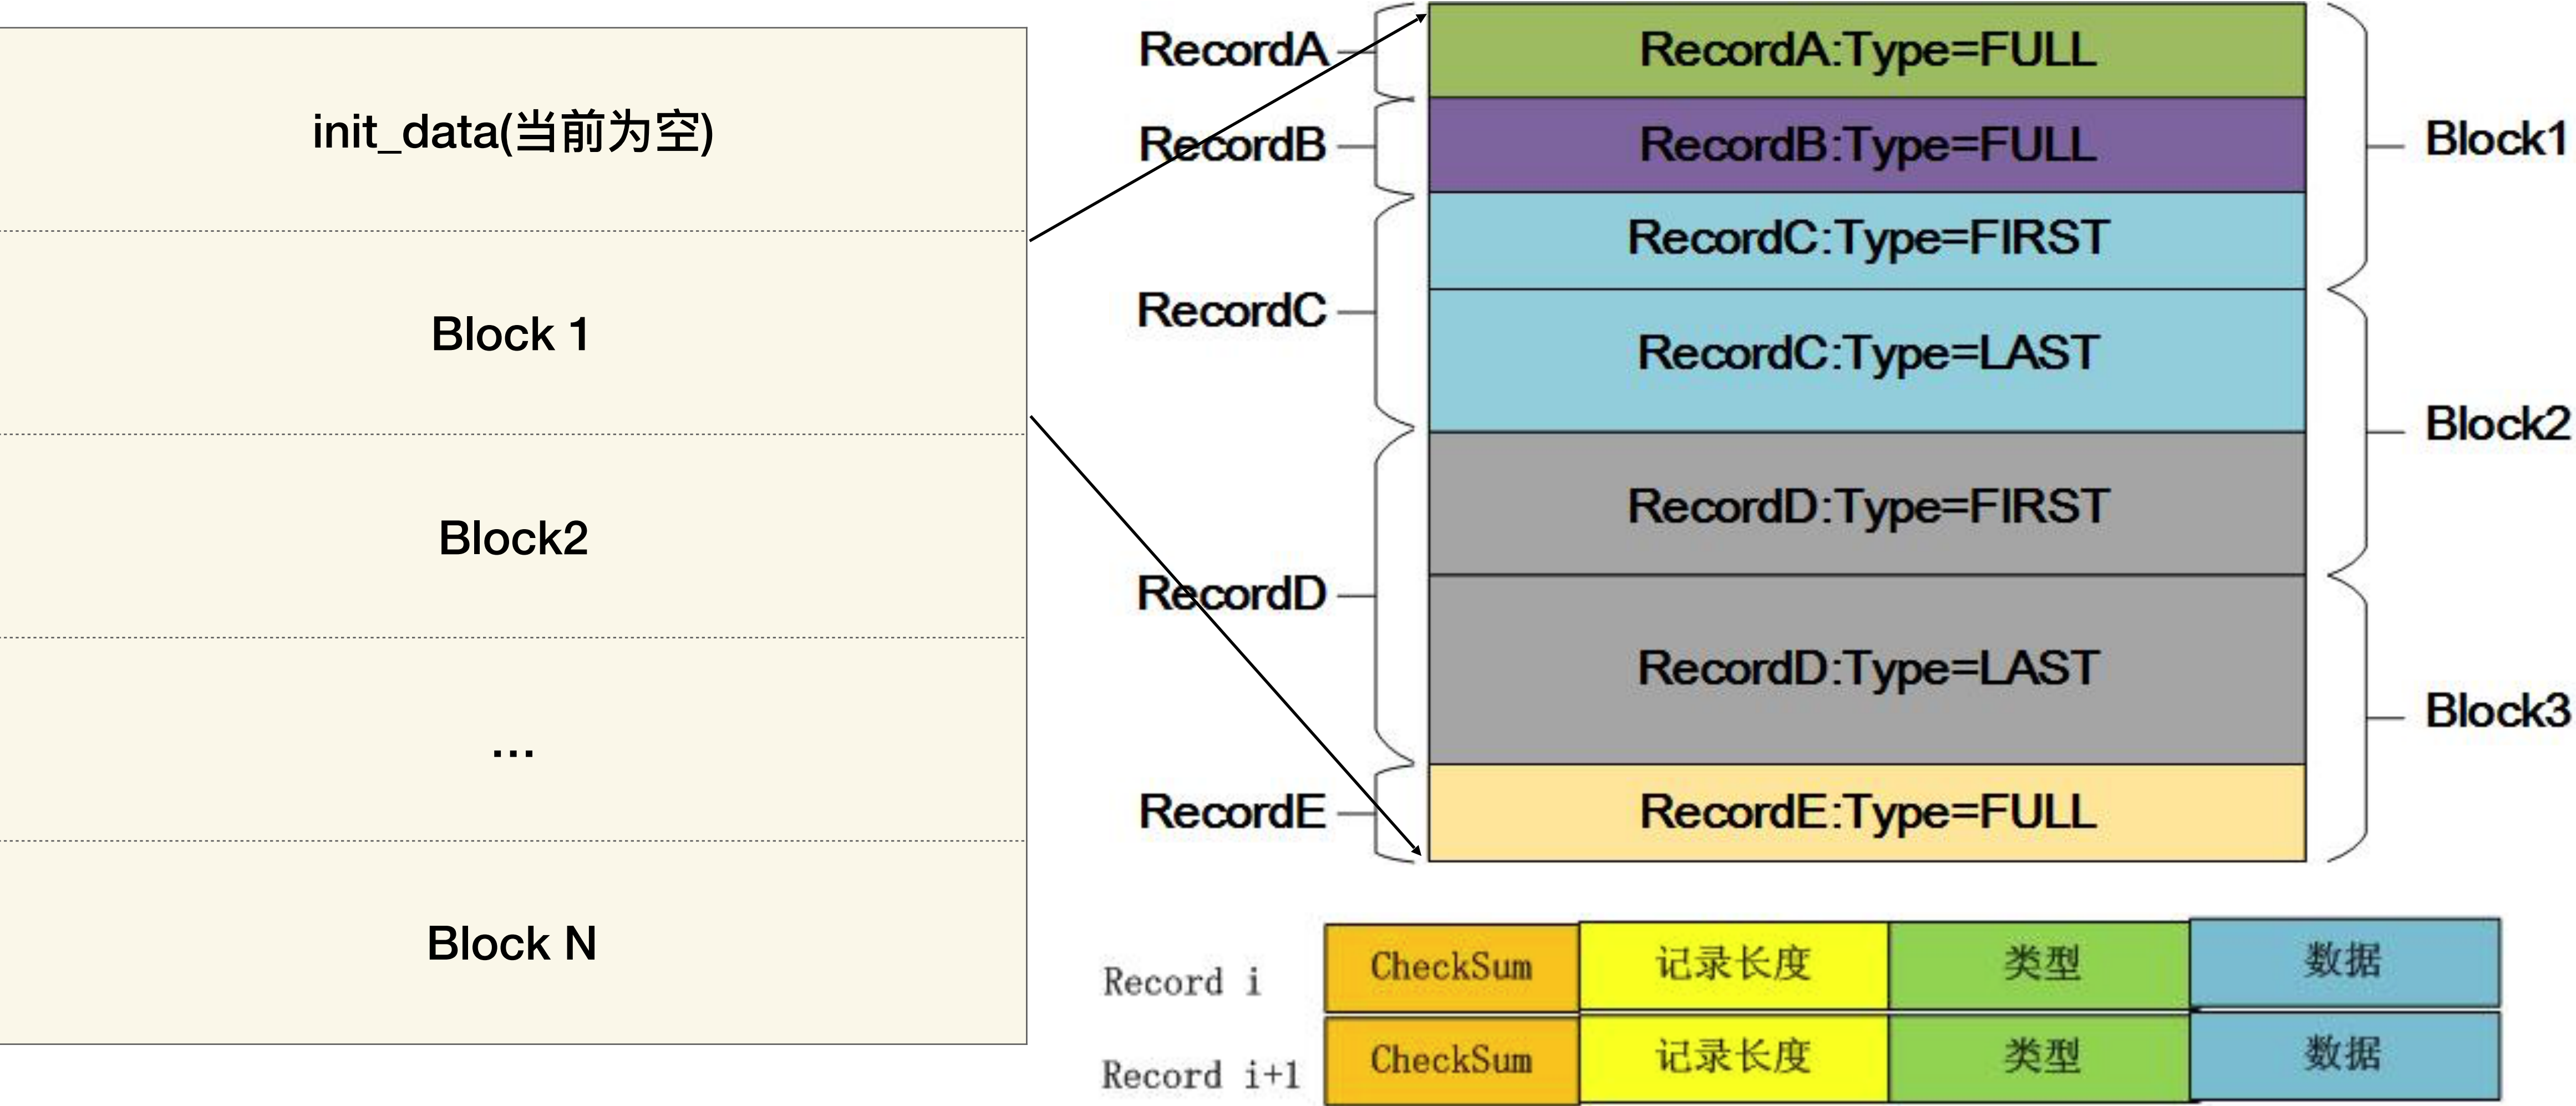 init_data(当前为空)
Block 1
Block2
...
Block N
RecordA
RecordB
RecordC
RecordD
RecordE
RecordA:Type=FULL
RecordB:Type=FULL
RecordC:Type=FIRST
RecordC:Type=LAST
RecordD:Type=FIRST
RecordD:Type=LAST
RecordE:Type=FULL
Block1
Block2
Block3
Record i CheckSum 记录长度 类型 数据
Record i+1 CheckSum 记录长度 类型 数据